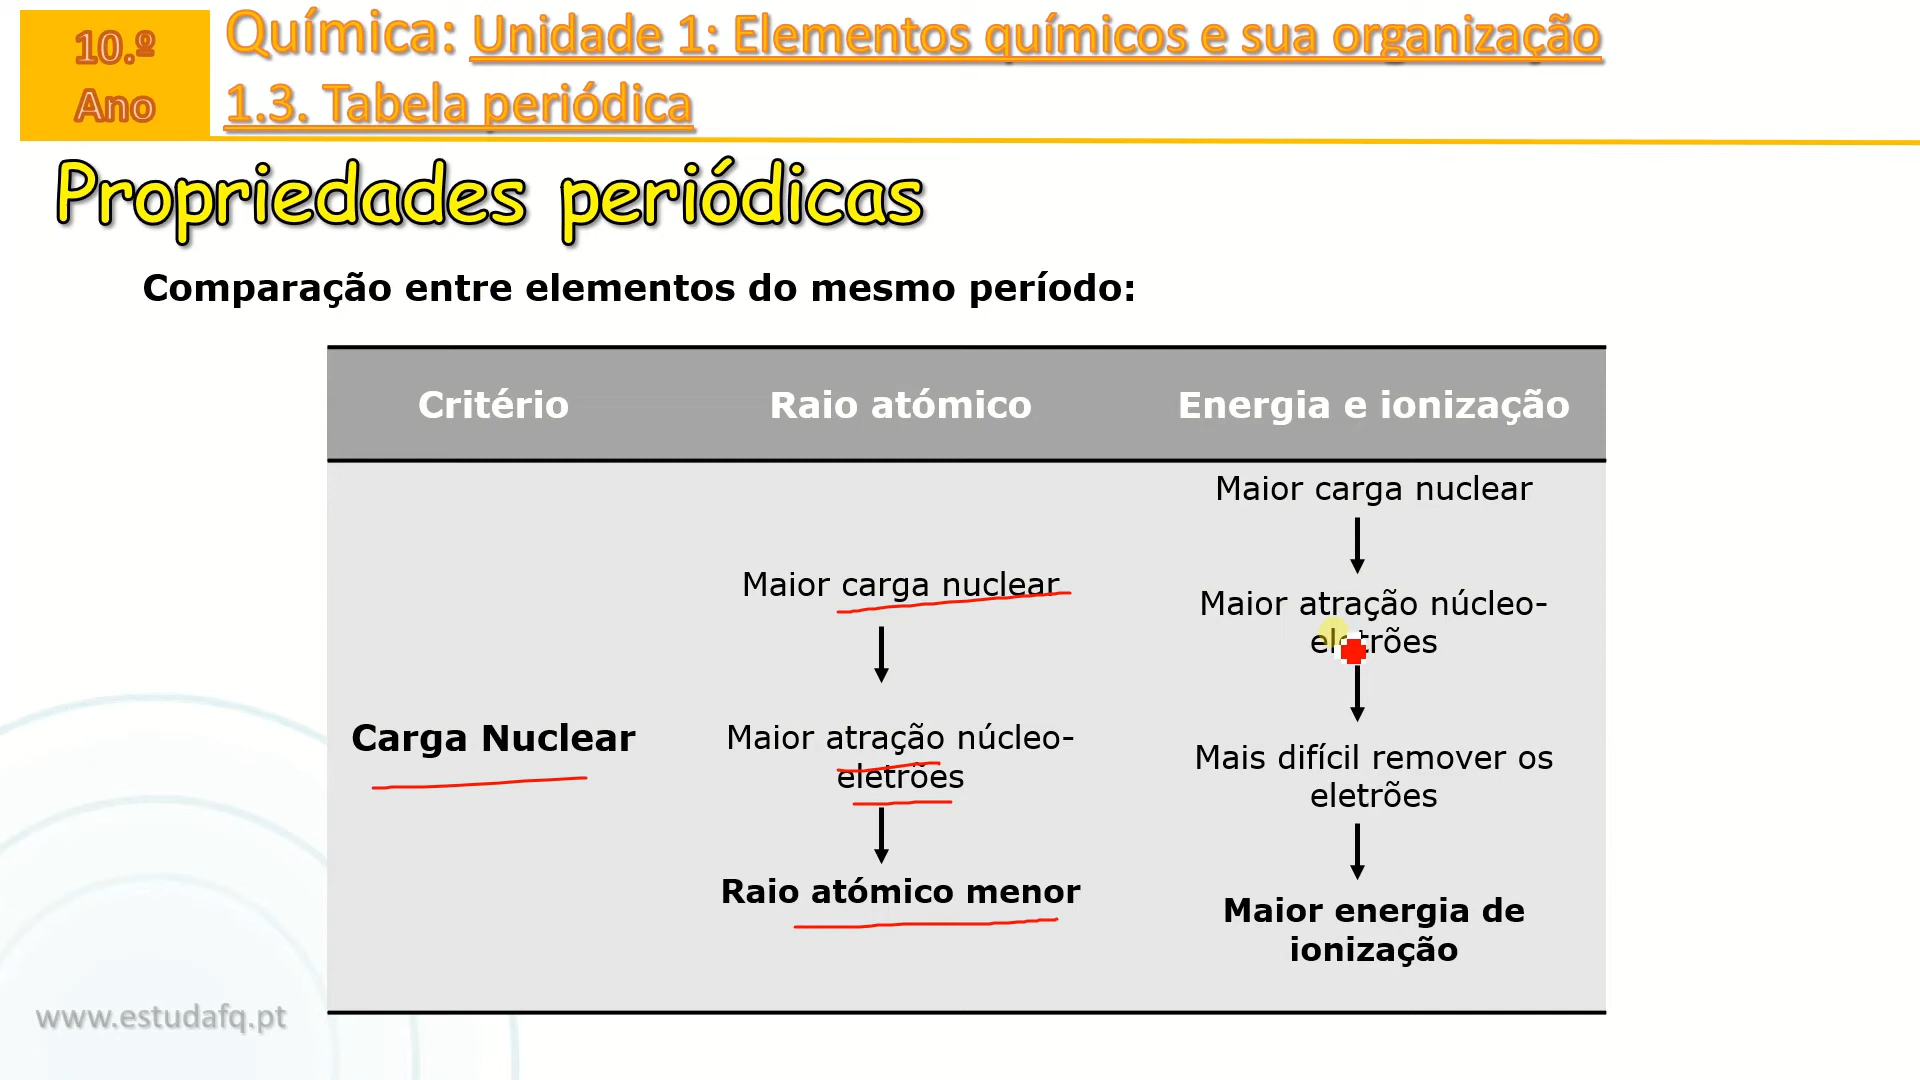 10.º
Ano
Química: Unidade 1: Elementos químicos e sua organização
1.3. Tabela periódica
Propriedades periódicas
Comparação entre elementos do mesmo período:
Critério
Raio atómico
Energia e ionização
Carga Nuclear
Maior carga nuclear
Maior atração núcleo-
eletrões
Raio atómico menor
Maior carga nuclear
Maior atração núcleo-
eletrões
Mais difícil remover os
eletrões
Maior energia de
ionização
www.estudafq.pt